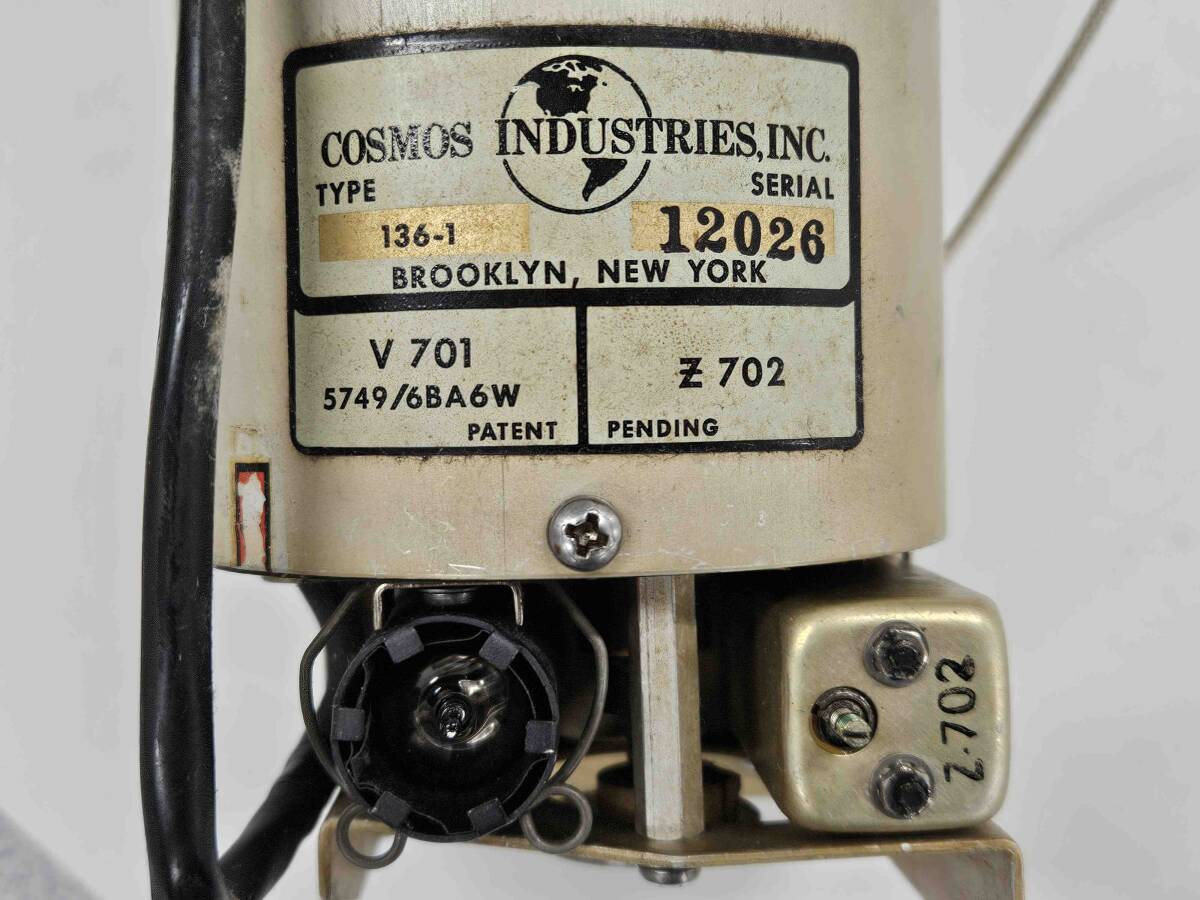 COSMOS INDUSTRIES, INC.
TYPE SERIAL
136-1 12026
BROOKLYN, NEW YORK
V 701 Ƶ 702
5749/6BA6W
PATENT PENDING
Z·702